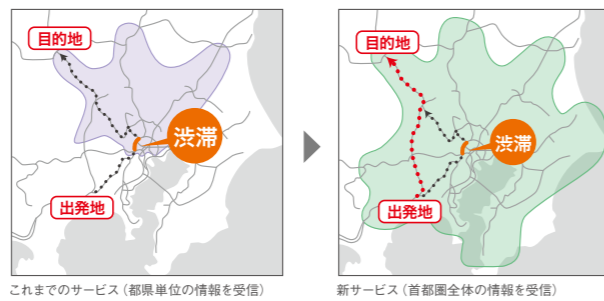 目的地
渋滞
出発地
これまでのサービス（都県単位の情報を受信）
目的地
渋滞
出発地
新サービス（首都圏全体の情報を受信）